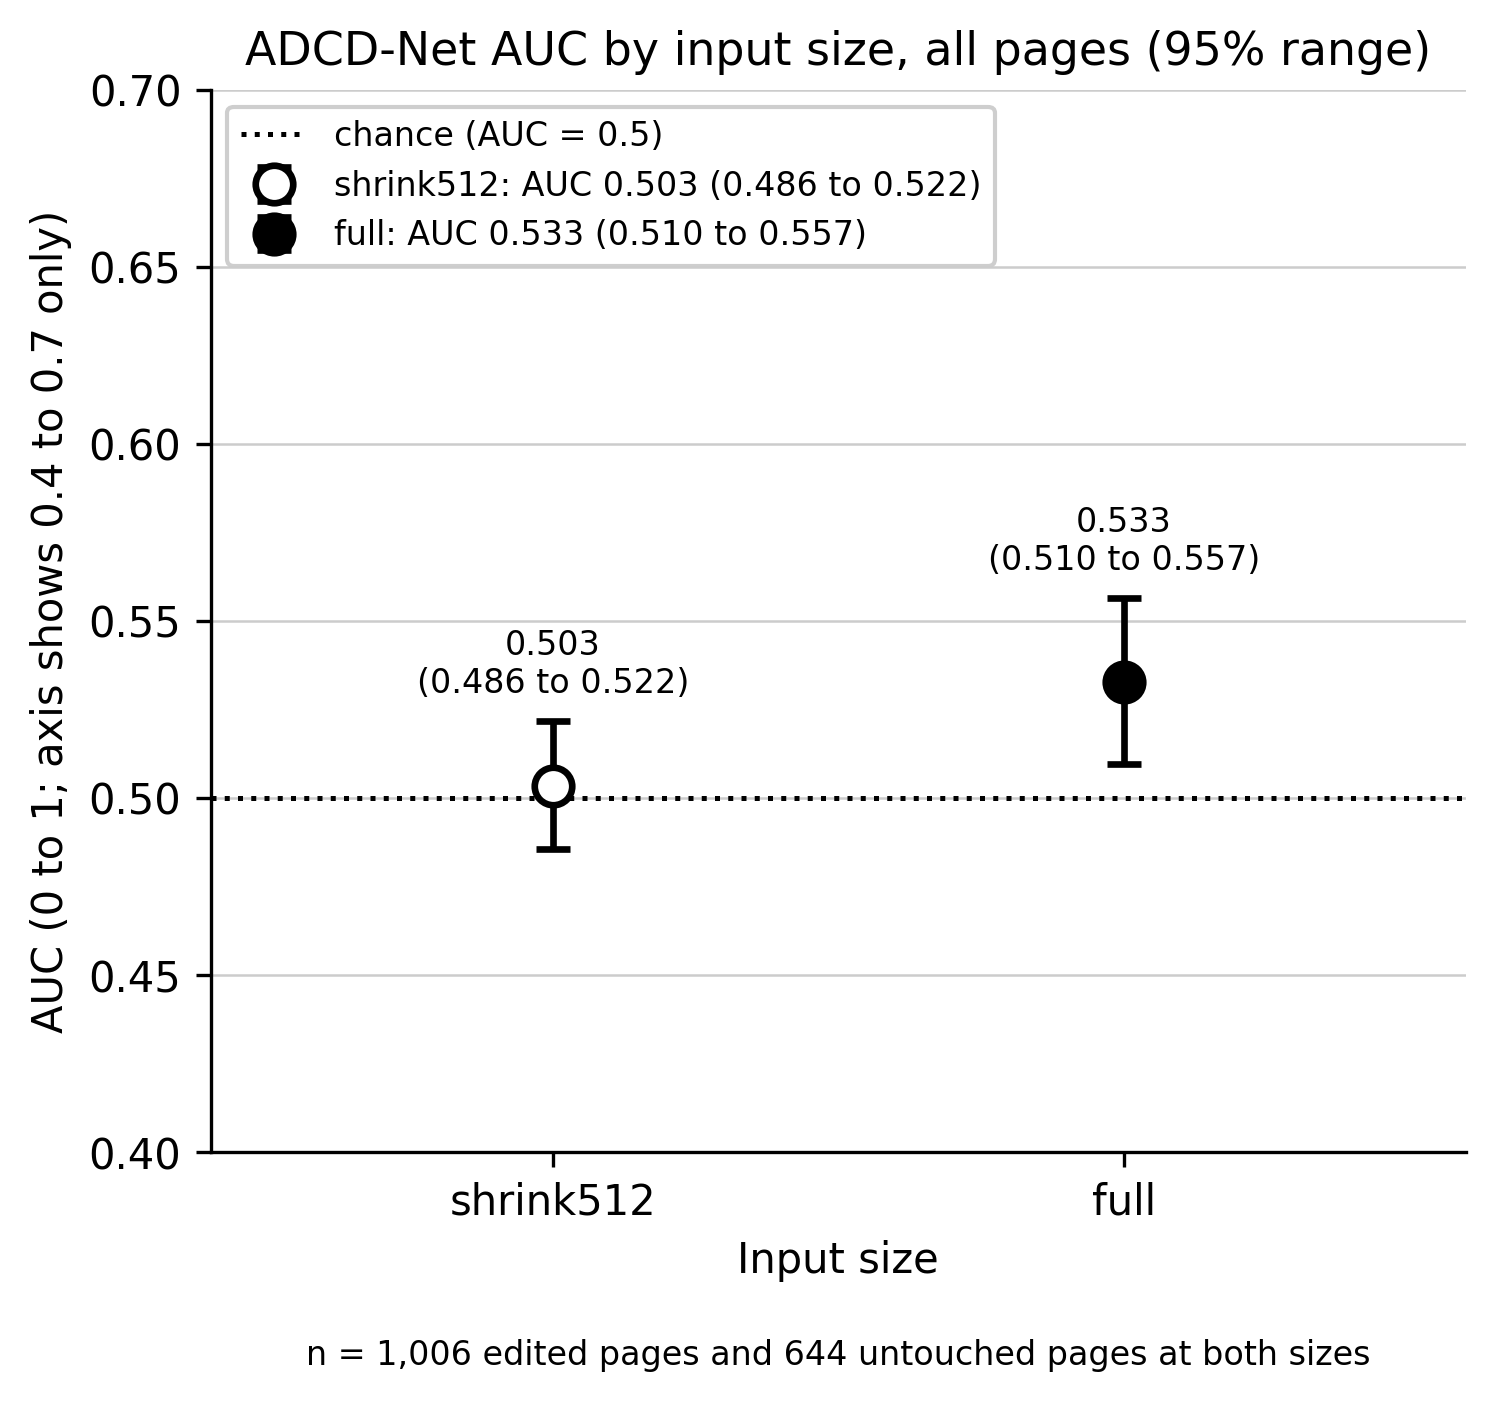 ADCD-Net AUC by input size, all pages (95% range)
AUC (0 to 1; axis shows 0.4 to 0.7 only)
0.70
0.65
0.60
0.55
0.50
0.45
0.40
chance (AUC = 0.5)
shrink512: AUC 0.503 (0.486 to 0.522)
full: AUC 0.533 (0.510 to 0.557)
0.533
(0.510 to 0.557)
0.503
(0.486 to 0.522)
shrink512
full
Input size
n = 1,006 edited pages and 644 untouched pages at both sizes